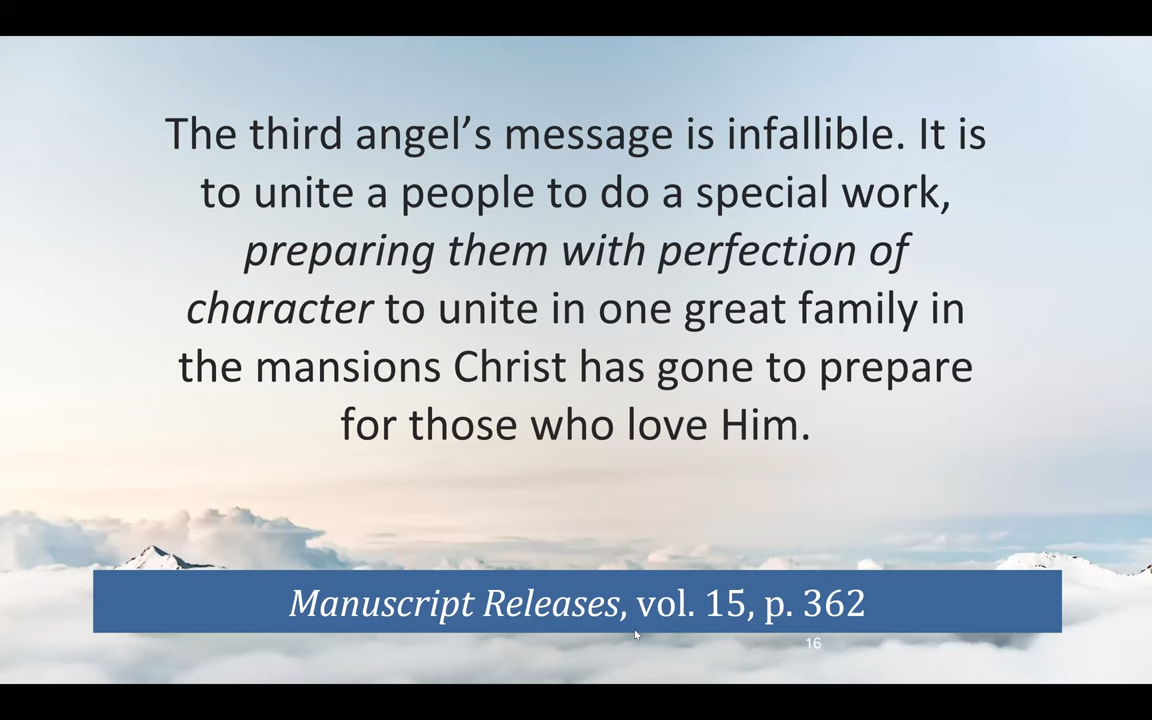 The third angel’s message is infallible. It is
to unite a people to do a special work,
preparing them with perfection of
character to unite in one great family in
the mansions Christ has gone to prepare
for those who love Him.
Manuscript Releases, vol. 15, p. 362
16